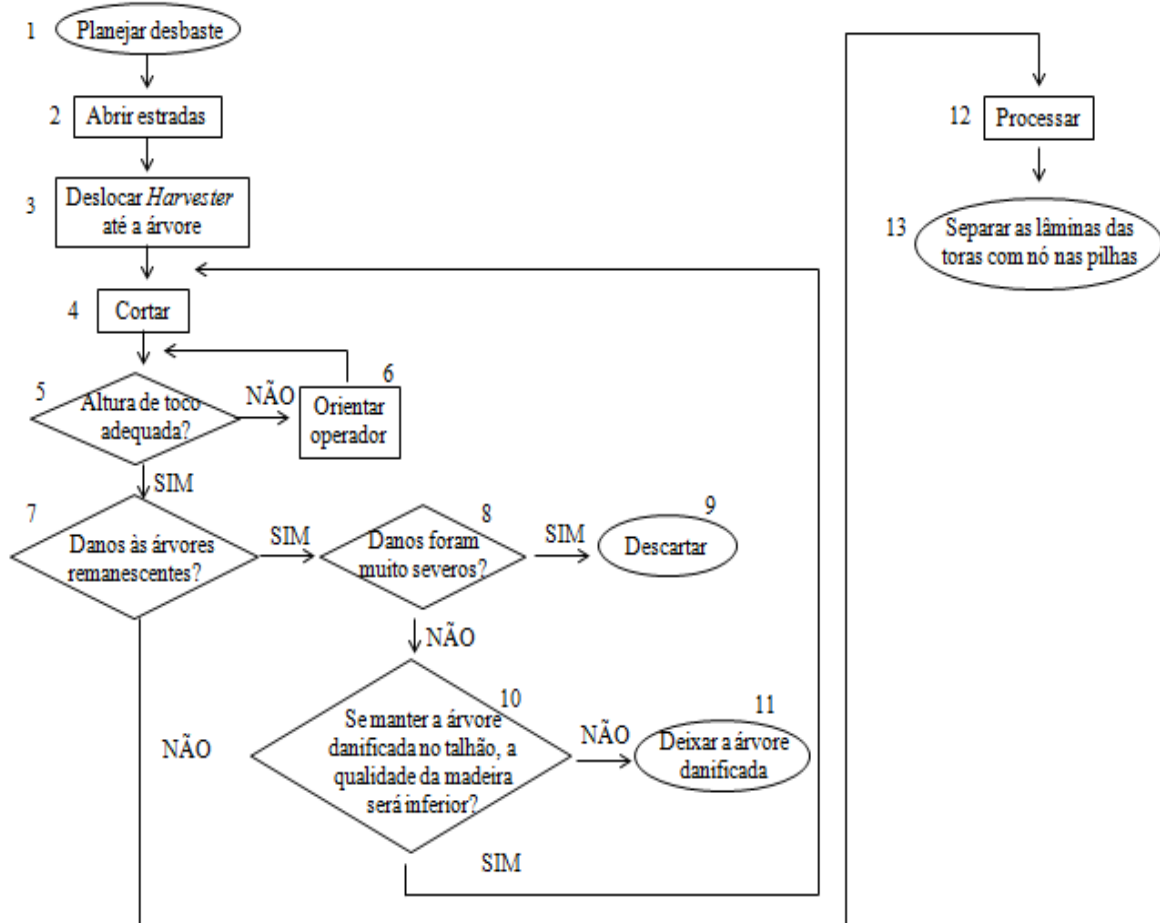 1
Planejar desbaste
2
Abrir estradas
3
Deslocar Harvester
até a árvore
4
Cortar
5
Altura de toco
adequada?
NÃO
6
Orientar
operador
SIM
7
Danos às árvores
remanescentes?
SIM
8
Danos foram
muito severos?
SIM
9
Descartar
NÃO
10
Se manter a árvore
danificada no talhão, a
qualidade da madeira
será inferior?
NÃO
11
Deixar a árvore
danificada
NÃO
SIM
12
Processar
13
Separar as lâminas das
toras com nó nas pilhas